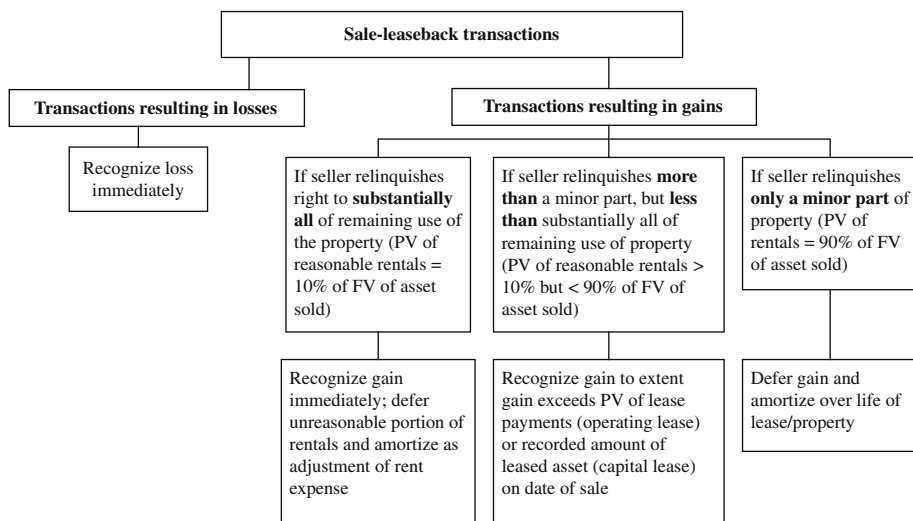 Sale-leaseback transactions
Transactions resulting in losses
Recognize loss
immediately
Transactions resulting in gains
If seller relinquishes
right to substantially
all of remaining use of
the property (PV of
reasonable rentals =
10% of FV of asset
sold)
Recognize gain
immediately; defer
unreasonable portion of
rentals and amortize as
adjustment of rent
expense
If seller relinquishes more
than a minor part, but less
than substantially all of
remaining use of property
(PV of reasonable rentals >
10% but < 90% of FV of
asset sold)
Recognize gain to extent
gain exceeds PV of lease
payments (operating lease)
or recorded amount of
leased asset (capital lease)
on date of sale
If seller relinquishes
only a minor part of
property (PV of
rentals = 90% of FV
of asset sold)
Defer gain and
amortize over life of
lease/property